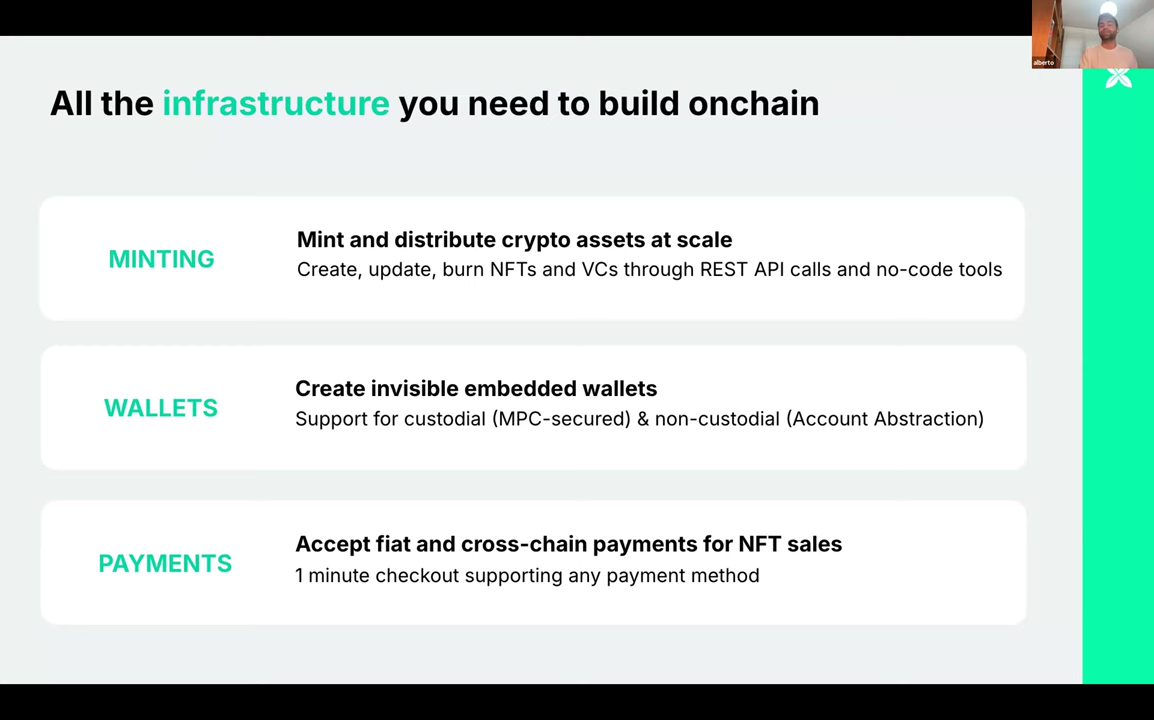 alberto
All the infrastructure you need to build onchain
MINTING
Mint and distribute crypto assets at scale
Create, update, burn NFTs and VCs through REST API calls and no-code tools
WALLETS
Create invisible embedded wallets
Support for custodial (MPC-secured) & non-custodial (Account Abstraction)
PAYMENTS
Accept fiat and cross-chain payments for NFT sales
1 minute checkout supporting any payment method